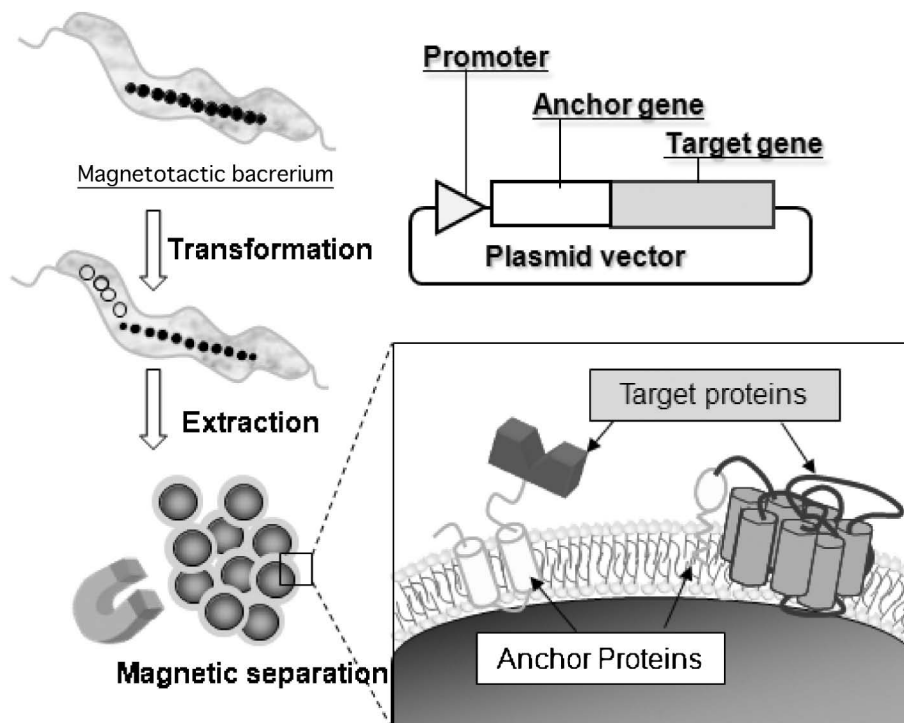 Magnetotactic bacrerium
Transformation
Extraction
Magnetic separation
Promoter
Anchor gene
Target gene
Plasmid vector
Target proteins
Anchor Proteins